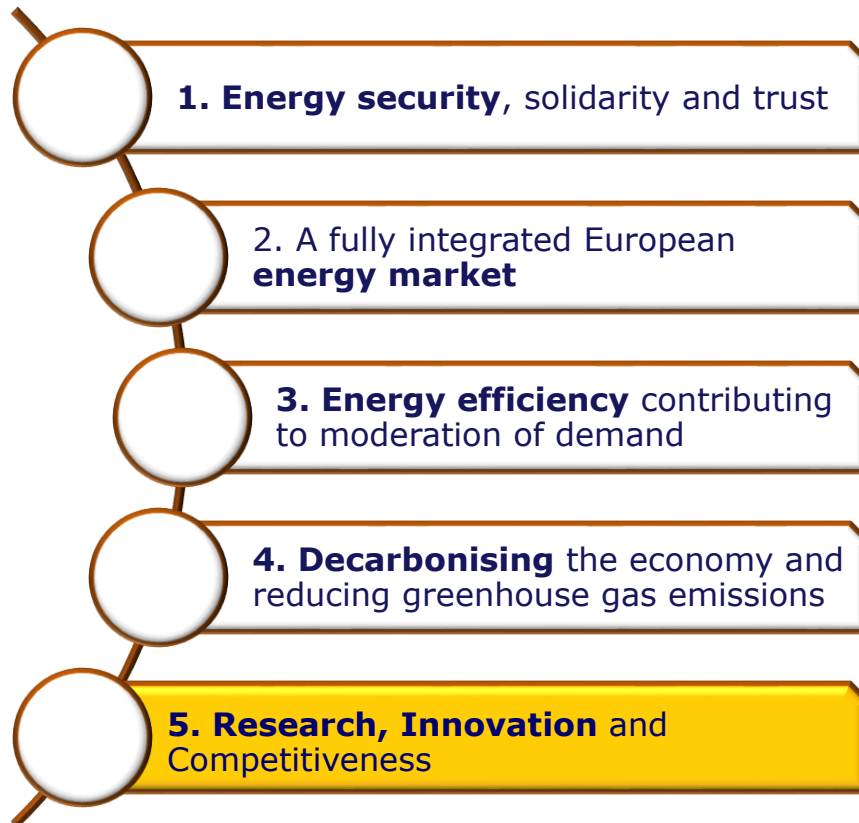 1. Energy security, solidarity and trust
2. A fully integrated European
energy market
3. Energy efficiency contributing
to moderation of demand
4. Decarbonising the economy and
reducing greenhouse gas emissions
5. Research, Innovation and
Competitiveness